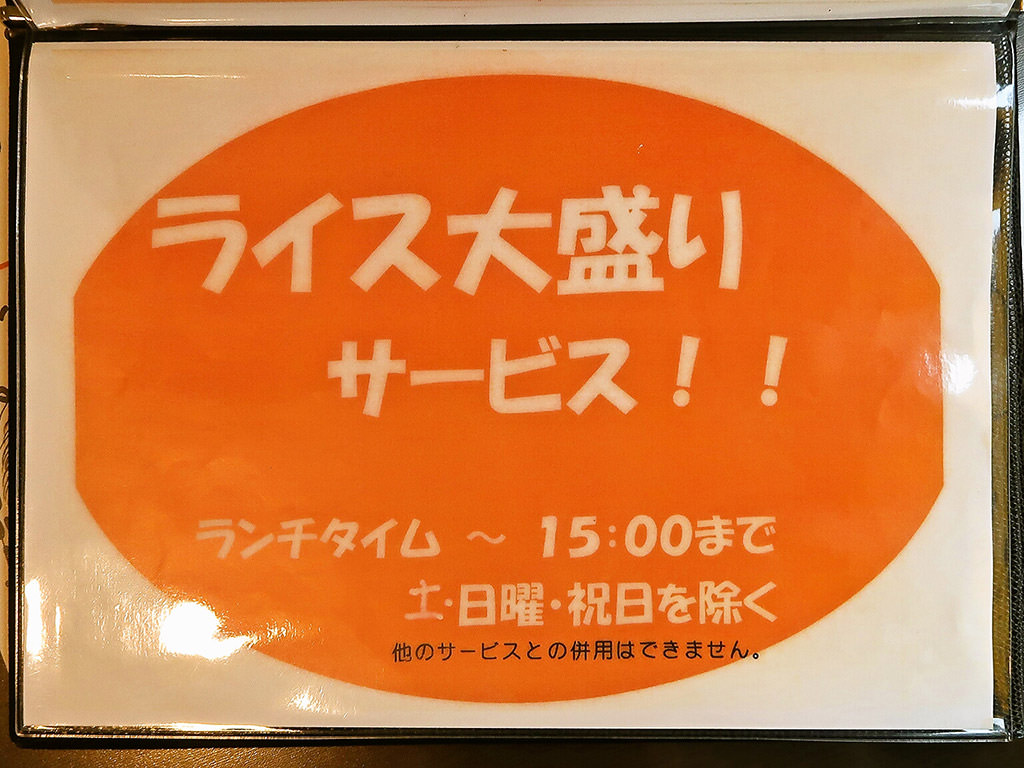 ライス大盛り
サービス！！
ランチタイム ～ 15:00まで
土・日曜・祝日を除く
他のサービスとの併用はできません。